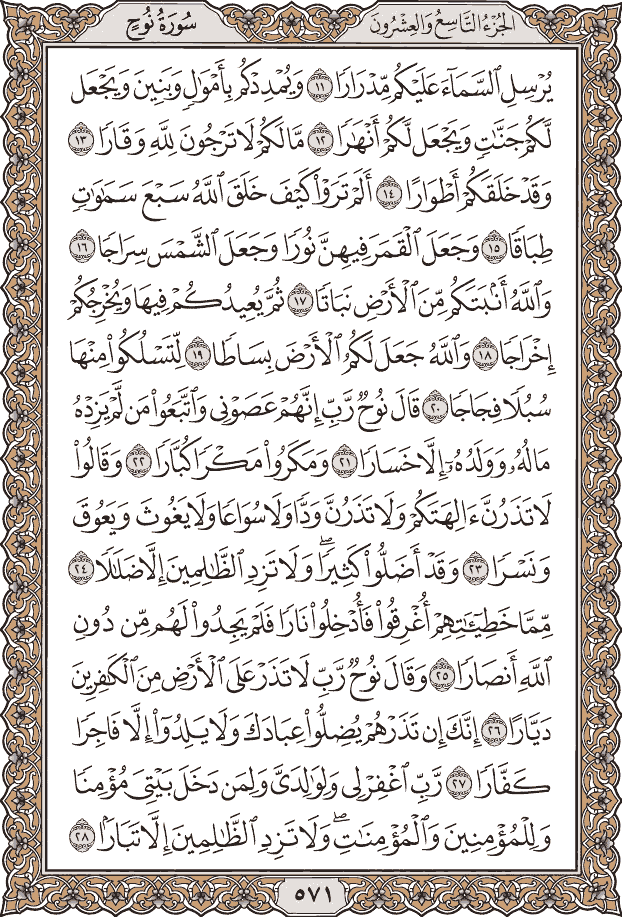 سُورَةُ نُوحٍ
الجُزْءُ التَّاسِعُ وَالعِشْرُونَ
يُرْسِلِ ٱلسَّمَآءَ عَلَيْكُم مِّدْرَارًا ١١ وَيُمْدِدْكُم بِأَمْوَٰلٍ وَبَنِينَ وَيَجْعَل
لَّكُمْ جَنَّٰتٍ وَيَجْعَل لَّكُمْ أَنْهَٰرًا ١٢ مَّا لَكُمْ لَا تَرْجُونَ لِلَّهِ وَقَارًا ١٣
وَقَدْ خَلَقَكُمْ أَطْوَارًا ١٤ أَلَمْ تَرَوْا۟ كَيْفَ خَلَقَ ٱللَّهُ سَبْعَ سَمَٰوَٰتٍ
طِبَاقًا ١٥ وَجَعَلَ ٱلْقَمَرَ فِيهِنَّ نُورًا وَجَعَلَ ٱلشَّمْسَ سِرَاجًا ١٦
وَٱللَّهُ أَنۢبَتَكُم مِّنَ ٱلْأَرْضِ نَبَاتًا ١٧ ثُمَّ يُعِيدُكُمْ فِيهَا وَيُخْرِجُكُمْ
إِخْرَاجًا ١٨ وَٱللَّهُ جَعَلَ لَكُمُ ٱلْأَرْضَ بِسَاطًا ١٩ لِّتَسْلُكُوا۟ مِنْهَا
سُبُلًا فِجَاجًا ٢٠ قَالَ نُوحٌ رَّبِّ إِنَّهُمْ عَصَوْنِى وَٱتَّبَعُوا۟ مَن لَّمْ يَزِدْهُ
مَالُهُۥ وَوَلَدُهُۥٓ إِلَّا خَسَارًا ٢١ وَمَكَرُوا۟ مَكْرًا كُبَّارًا ٢٢ وَقَالُوا۟
لَا تَذَرُنَّ ءَالِهَتَكُمْ وَلَا تَذَرُنَّ وَدًّا وَلَا سُوَاعًا وَلَا يَغُوثَ وَيَعُوقَ
وَنَسْرًا ٢٣ وَقَدْ أَضَلُّوا۟ كَثِيرًا ۖ وَلَا تَزِدِ ٱلظَّٰلِمِينَ إِلَّا ضَلَٰلًا ٢٤
مِّمَّا خَطِيٓـَٰٔتِهِمْ أُغْرِقُوا۟ فَأُدْخِلُوا۟ نَارًا فَلَمْ يَجِدُوا۟ لَهُم مِّن دُونِ
ٱللَّهِ أَنصَارًا ٢٥ وَقَالَ نُوحٌ رَّبِّ لَا تَذَرْ عَلَى ٱلْأَرْضِ مِنَ ٱلْكَٰفِرِينَ
دَيَّارًا ٢٦ إِنَّكَ إِن تَذَرْهُمْ يُضِلُّوا۟ عِبَادَكَ وَلَا يَلِدُوٓا۟ إِلَّا فَاجِرًا
كَفَّارًا ٢٧ رَّبِّ ٱغْفِرْ لِى وَلِوَٰلِدَىَّ وَلِمَن دَخَلَ بَيْتِىَ مُؤْمِنًا
وَلِلْمُؤْمِنِينَ وَٱلْمُؤْمِنَٰتِ ۖ وَلَا تَزِدِ ٱلظَّٰلِمِينَ إِلَّا تَبَارًۢا ٢٨
٥٧١